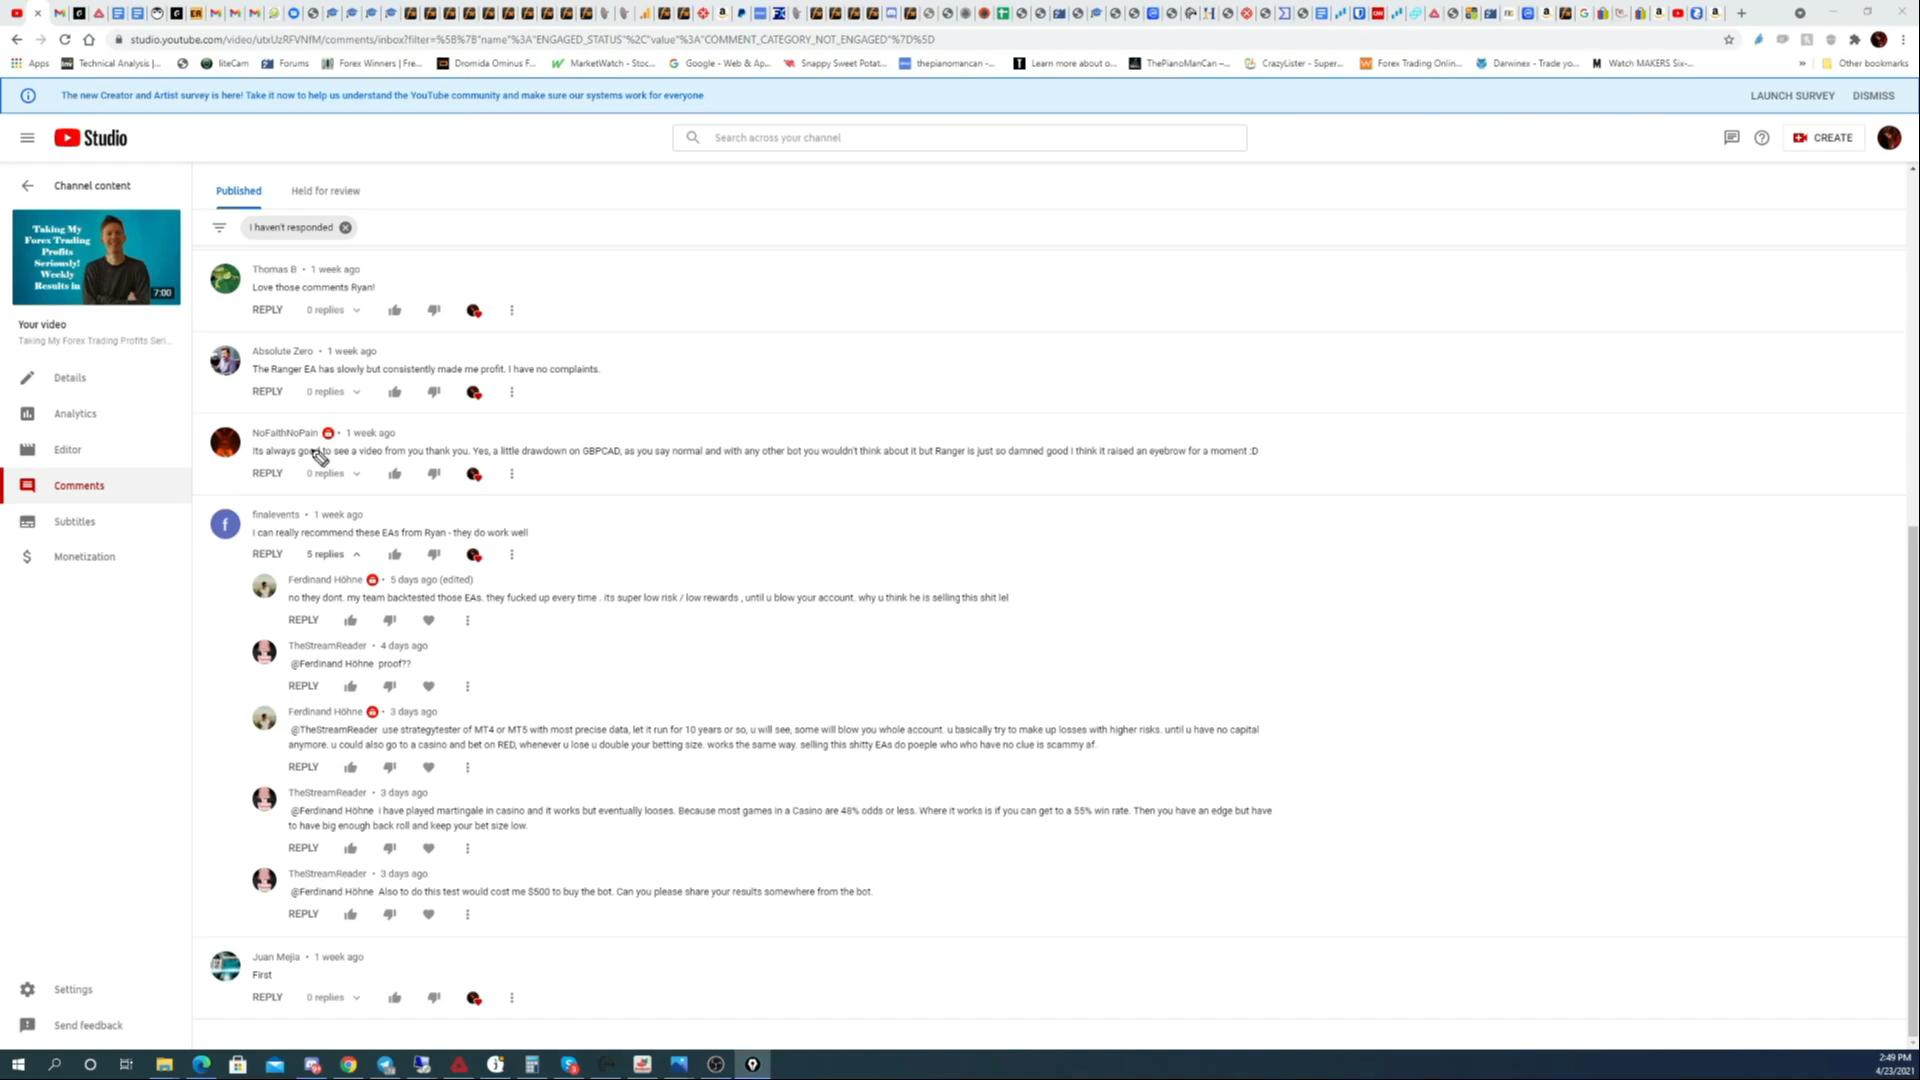 studio.youtube.com/video/utxUzRFVNfM/comments/inbox?filter=%5B%7B"name"%3A"ENGAGED_STATUS"%2C"value"%3A"COMMENT_CATEGORY_NOT_ENGAGED"%7D%5D
Apps
Technical Analysis |...
liteCam
Forums
Forex Winners | Fre...
Dromida Ominus F...
MarketWatch - Stoc...
Google - Web & Ap...
Snappy Sweet Potat...
thepianomancan -...
Learn more about o...
ThePianoManCan –...
CrazyLister - Super...
Forex Trading Onlin...
Darwinex - Trade yo...
Watch MAKERS Six-...
»
Other bookmarks
The new Creator and Artist survey is here! Take it now to help us understand the YouTube community and make sure our systems work for everyone
LAUNCH SURVEY
DISMISS
Studio
Search across your channel
CREATE
Channel content
Taking My
Forex Trading
Profits
Seriously!
Weekly
Results in
7:00
Your video
Taking My Forex Trading Profits Seri...
Details
Analytics
Editor
Comments
Subtitles
Monetization
Settings
Send feedback
Published
Held for review
I haven't responded
Thomas B • 1 week ago
Love those comments Ryan!
REPLY 0 replies
Absolute Zero • 1 week ago
The Ranger EA has slowly but consistently made me profit. I have no complaints.
REPLY 0 replies
NoFaithNoPain • 1 week ago
Its always good to see a video from you thank you. Yes, a little drawdown on GBPCAD, as you say normal and with any other bot you wouldn't think about it but Ranger is just so damned good I think it raised an eyebrow for a moment :D
REPLY 0 replies
f
finalevents • 1 week ago
I can really recommend these EAs from Ryan - they do work well
REPLY 5 replies
Ferdinand Höhne • 5 days ago (edited)
no they dont. my team backtested those EAs. they fucked up every time . its super low risk / low rewards , until u blow your account. why u think he is selling this shit lel
REPLY
TheStreamReader • 4 days ago
@Ferdinand Höhne proof??
REPLY
Ferdinand Höhne • 3 days ago
@TheStreamReader use strategytester of MT4 or MT5 with most precise data, let it run for 10 years or so, u will see, some will blow you whole account. u basically try to make up losses with higher risks. until u have no capital
anymore. u could also go to a casino and bet on RED, whenever u lose u double your betting size. works the same way. selling this shitty EAs do poeple who who have no clue is scammy af.
REPLY
TheStreamReader • 3 days ago
@Ferdinand Höhne i have played martingale in casino and it works but eventually looses. Because most games in a Casino are 48% odds or less. Where it works is if you can get to a 55% win rate. Then you have an edge but have
to have big enough back roll and keep your bet size low.
REPLY
TheStreamReader • 3 days ago
@Ferdinand Höhne Also to do this test would cost me $500 to buy the bot. Can you please share your results somewhere from the bot.
REPLY
Juan Mejia • 1 week ago
First
REPLY 0 replies
2:49 PM
4/23/2021